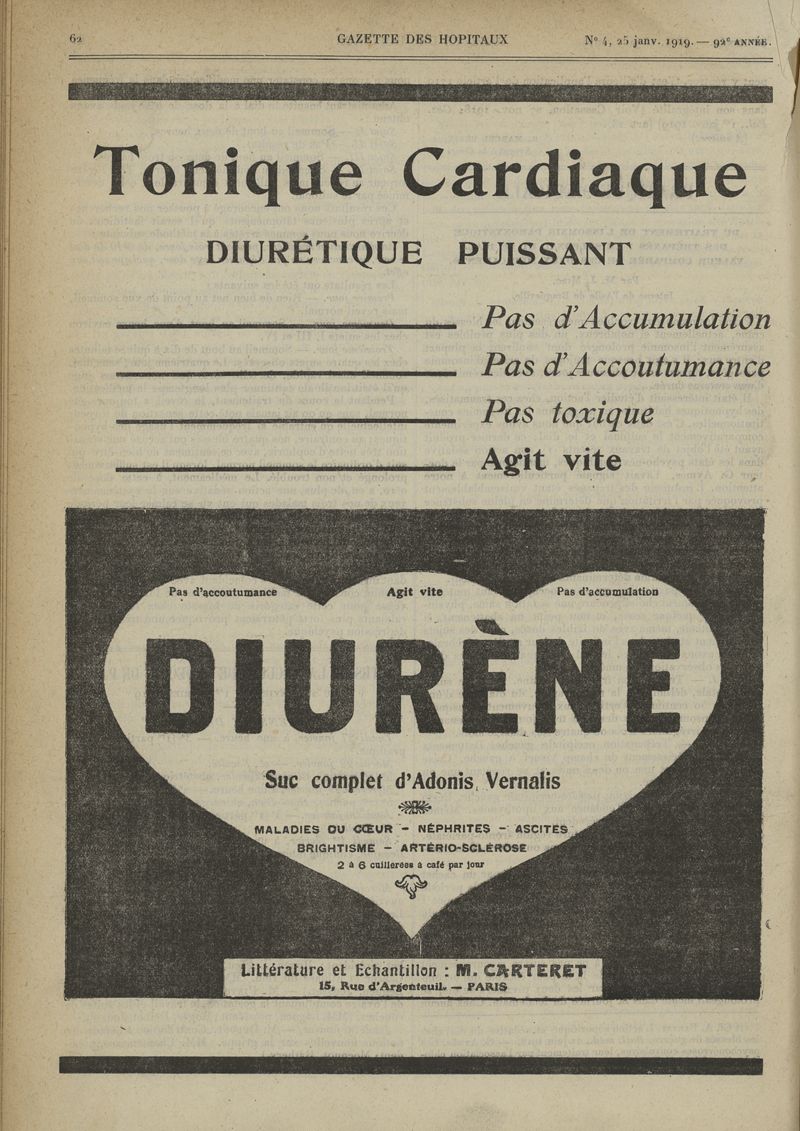 62
GAZETTE DES HOPITAUX
N° 4, 25 janv. 1919. — 92e ANNÉE.
Tonique Cardiaque
DIURÉTIQUE PUISSANT
Pas d'Accumulation
Pas d'Accoutumance
Pas toxique
Agit vite
Pas d'accoutumance
Agit vite
Pas d'accumulation
DIURÈNE
Suc complet d'Adonis Vernalis
MALADIES DU CŒUR — NÉPHRITES — ASCITES
BRIGHTISME — ARTÉRIO-SCLÉROSE
2 à 6 cuillerées à café par jour
Littérature et Echantillon : M. CARTERET
15, Rue d'Argenteuil. — PARIS